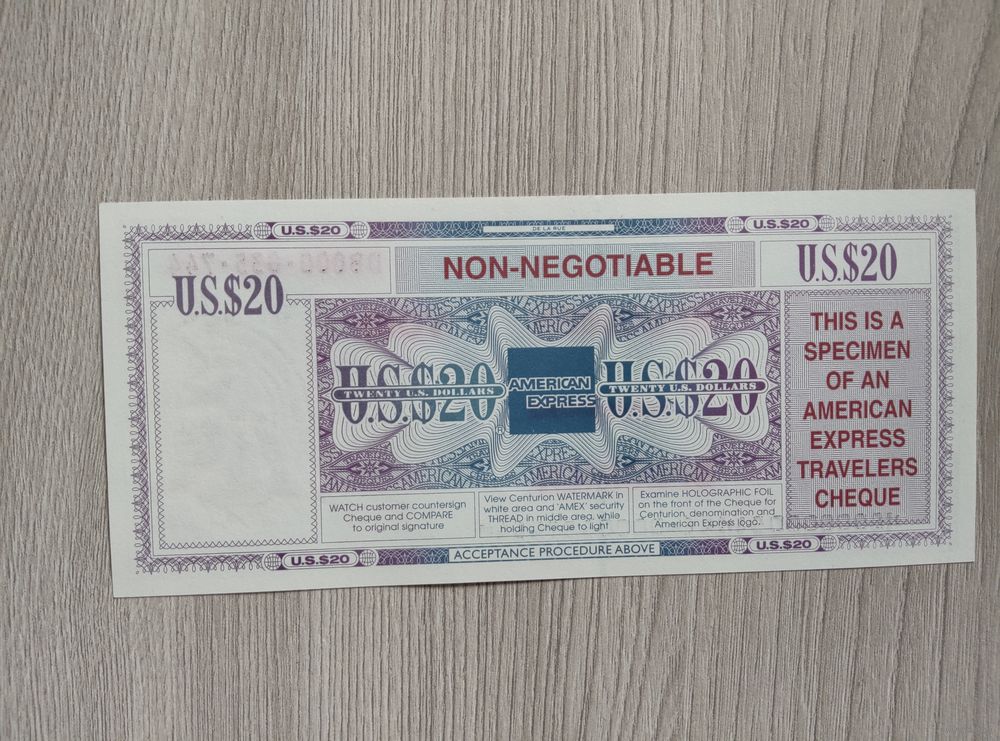 U.S.$20
DE LA RUE
U.S.$20
NON-NEGOTIABLE
U.S.$20
U.S.$20
THIS IS A
SPECIMEN
OF AN
AMERICAN
EXPRESS
TRAVELERS
CHEQUE
U.S.$20
TWENTY U.S. DOLLARS
AMERICAN
EXPRESS
U.S.$20
TWENTY U.S. DOLLARS
WATCH customer countersign
Cheque and COMPARE
to original signature
View Centurion WATERMARK in
white area and 'AMEX' security
THREAD in middle area, while
holding Cheque to light
Examine HOLOGRAPHIC FOIL
on the front of the Cheque for
Centurion, denomination and
American Express logo.
U.S.$20
ACCEPTANCE PROCEDURE ABOVE
U.S.$20